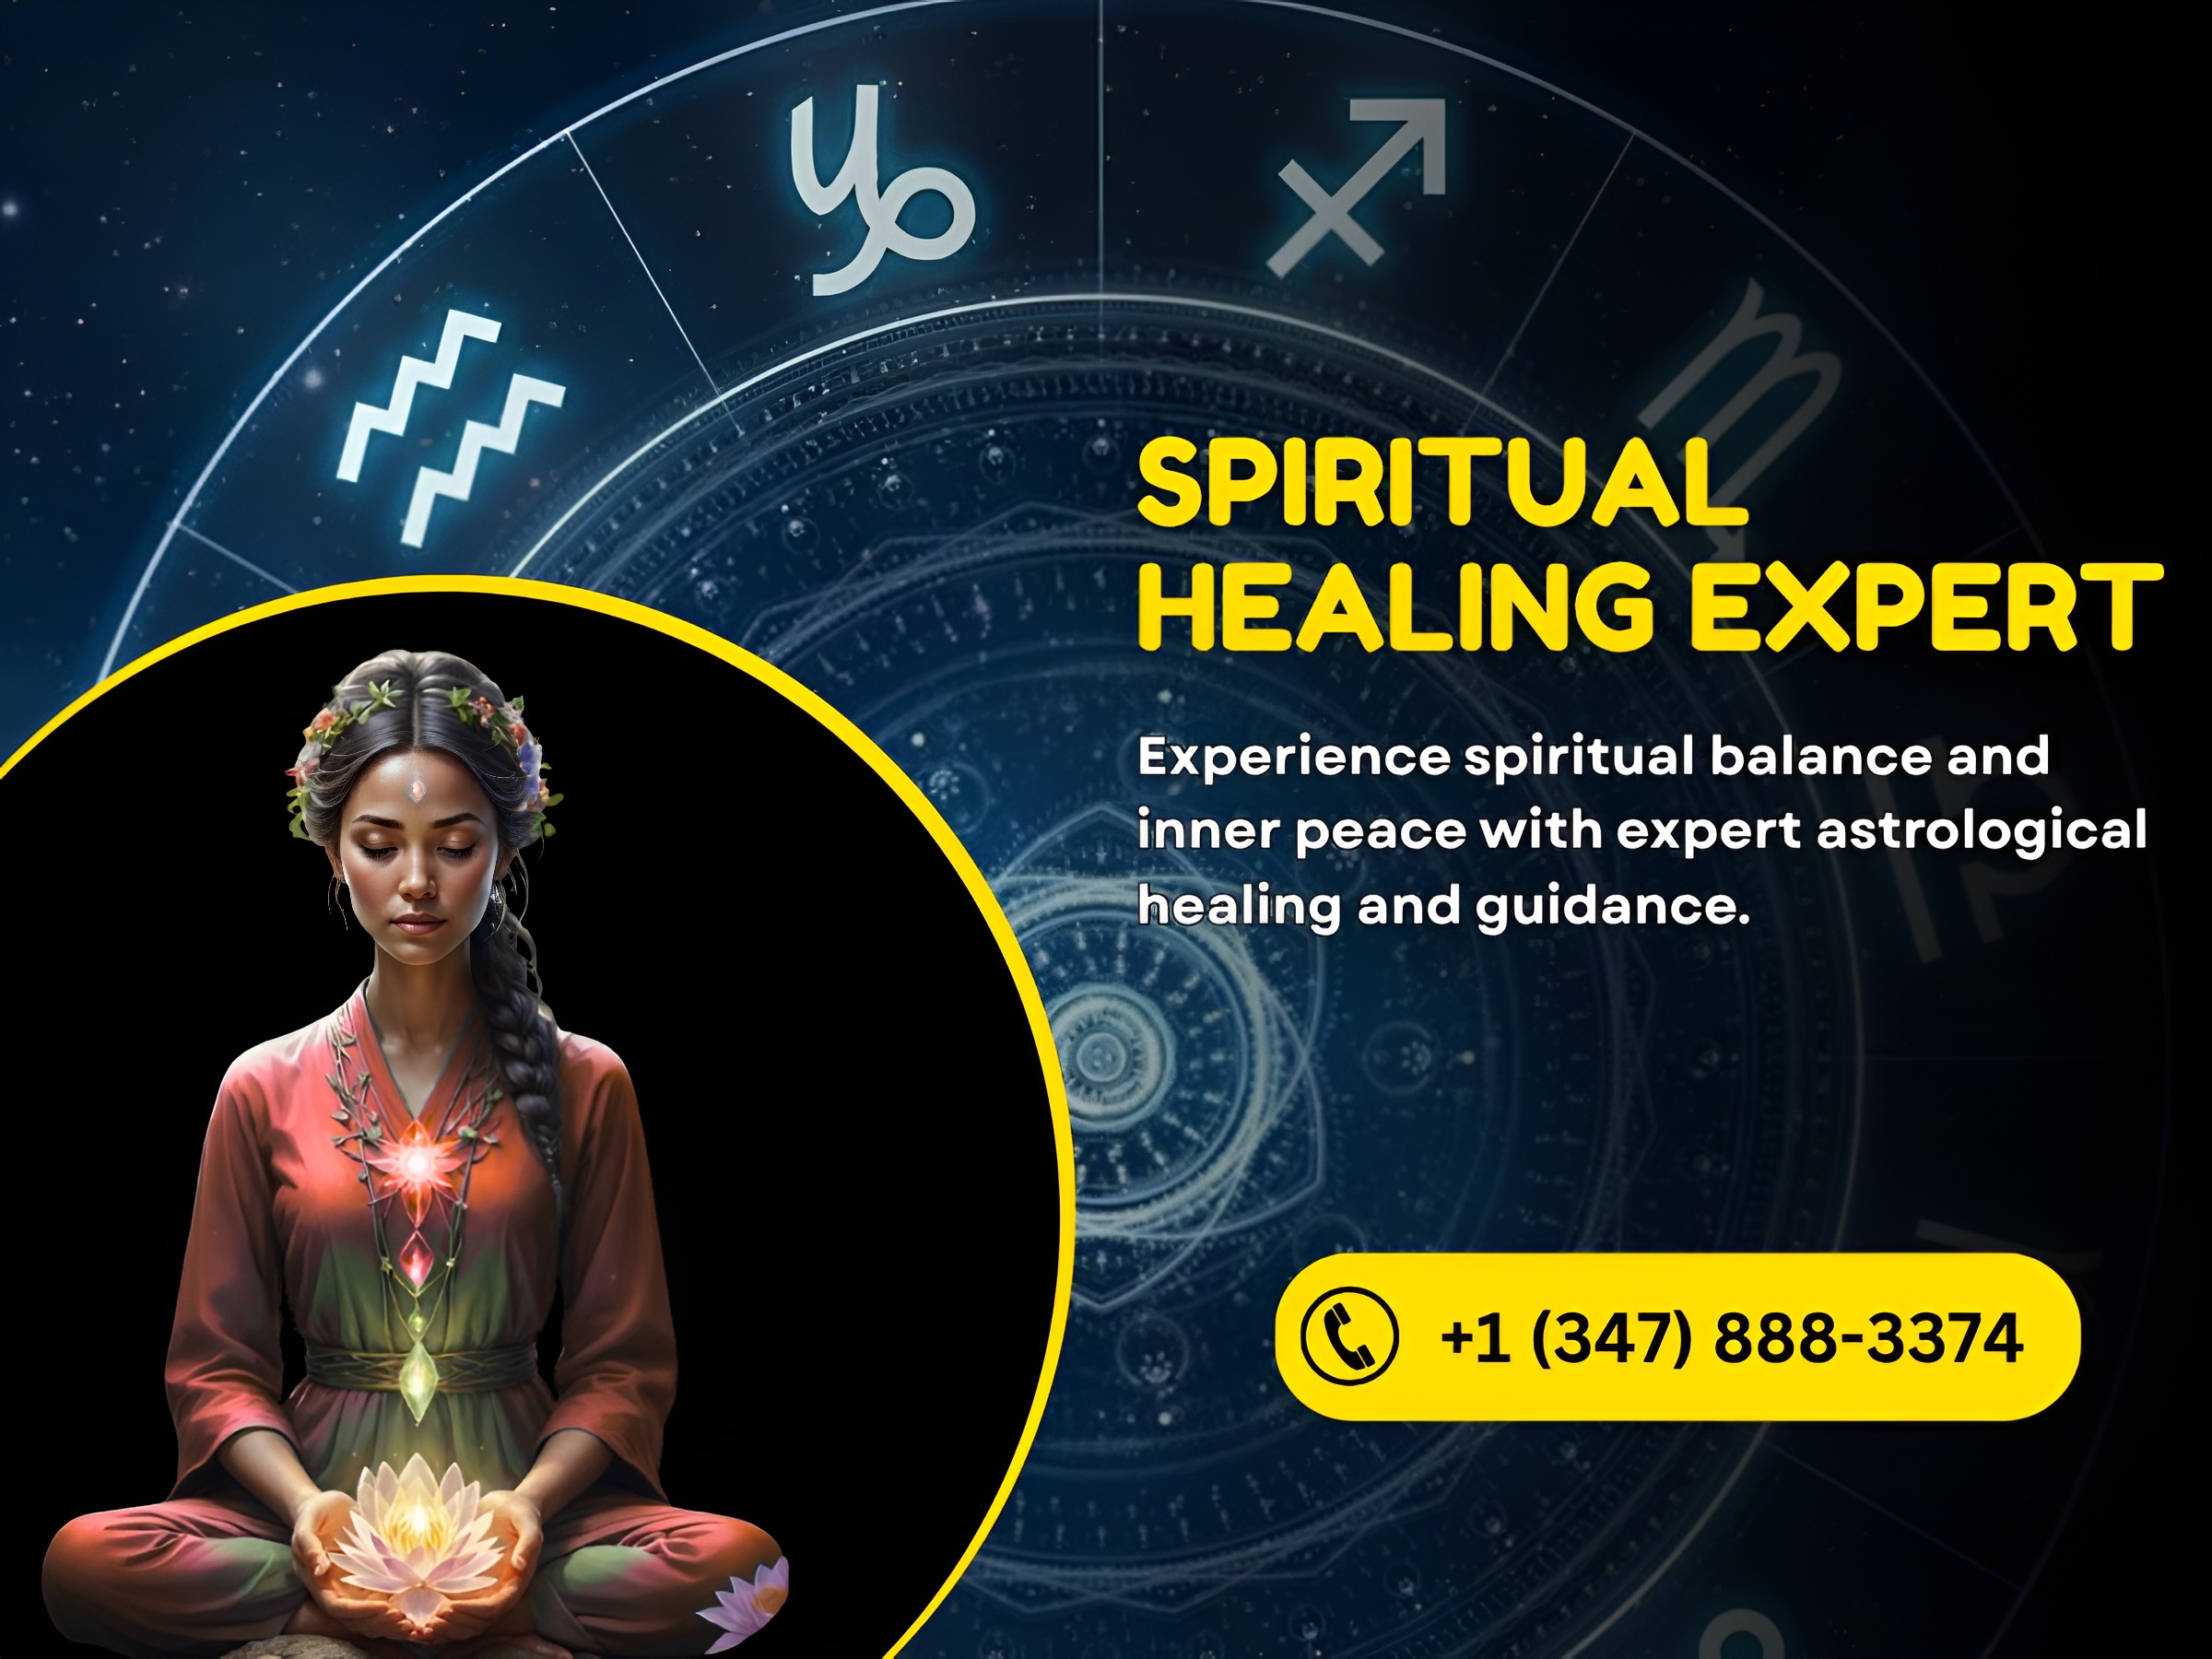 SPIRITUAL
HEALING EXPERT
Experience spiritual balance and
inner peace with expert astrological
healing and guidance.
+1 (347) 888-3374